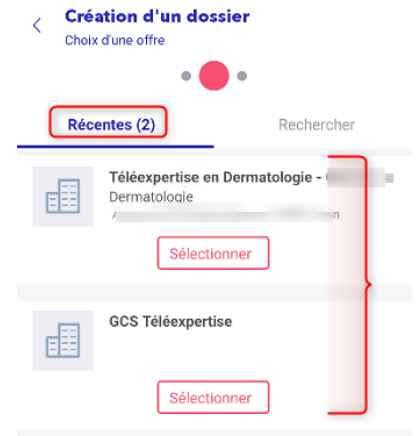 Création d'un dossier
Choix d'une offre
Récentes (2)
Rechercher
Téléexpertise en Dermatologie -
Dermatologie
Sélectionner
GCS Téléexpertise
Sélectionner